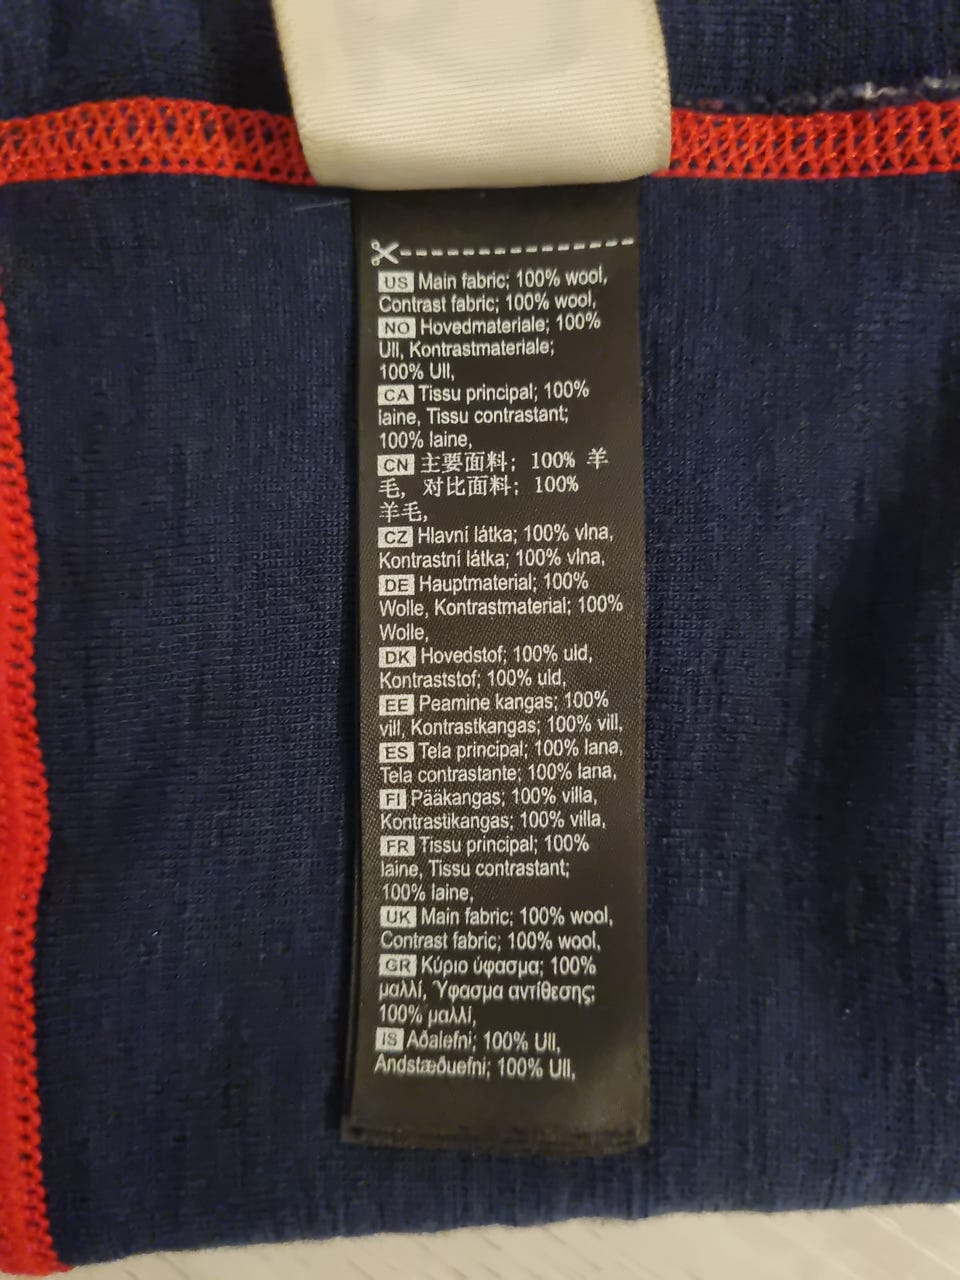 US Main fabric; 100% wool,
Contrast fabric; 100% wool,
NO Hovedmateriale; 100%
Ull, Kontrastmateriale;
100% Ull,
CA Tissu principal; 100%
laine, Tissu contrastant;
100% laine,
CN 主要面料; 100% 羊
毛, 对比面料; 100%
羊毛,
CZ Hlavní látka; 100% vlna,
Kontrastní látka; 100% vlna,
DE Hauptmaterial; 100%
Wolle, Kontrastmaterial; 100%
Wolle,
DK Hovedstof; 100% uld,
Kontraststof; 100% uld,
EE Peamine kangas; 100%
vill, Kontrastkangas; 100% vill,
ES Tela principal; 100% lana,
Tela contrastante; 100% lana,
FI Pääkangas; 100% villa,
Kontrastikangas; 100% villa,
FR Tissu principal; 100%
laine, Tissu contrastant;
100% laine,
UK Main fabric; 100% wool,
Contrast fabric; 100% wool,
GR Κύριο ύφασμα; 100%
μαλλί, Ύφασμα αντίθεσης;
100% μαλλί,
IS Aðalefni; 100% Ull,
Andstæðuefni; 100% Ull,